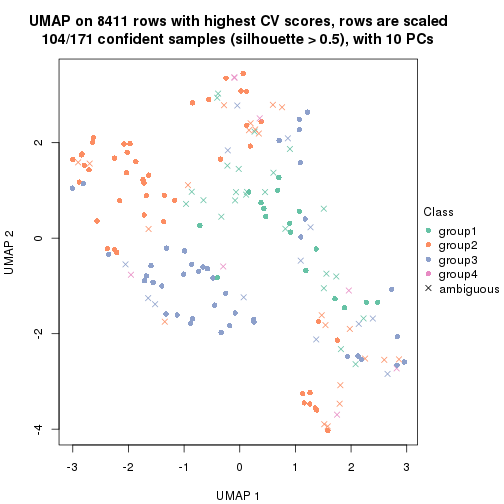 UMAP on 8411 rows with highest CV scores, rows are scaled
104/171 confident samples (silhouette > 0.5), with 10 PCs
UMAP 2
2
0
-2
-4
-3
-2
-1
0
1
2
3
UMAP 1
Class
group1
group2
group3
group4
ambiguous